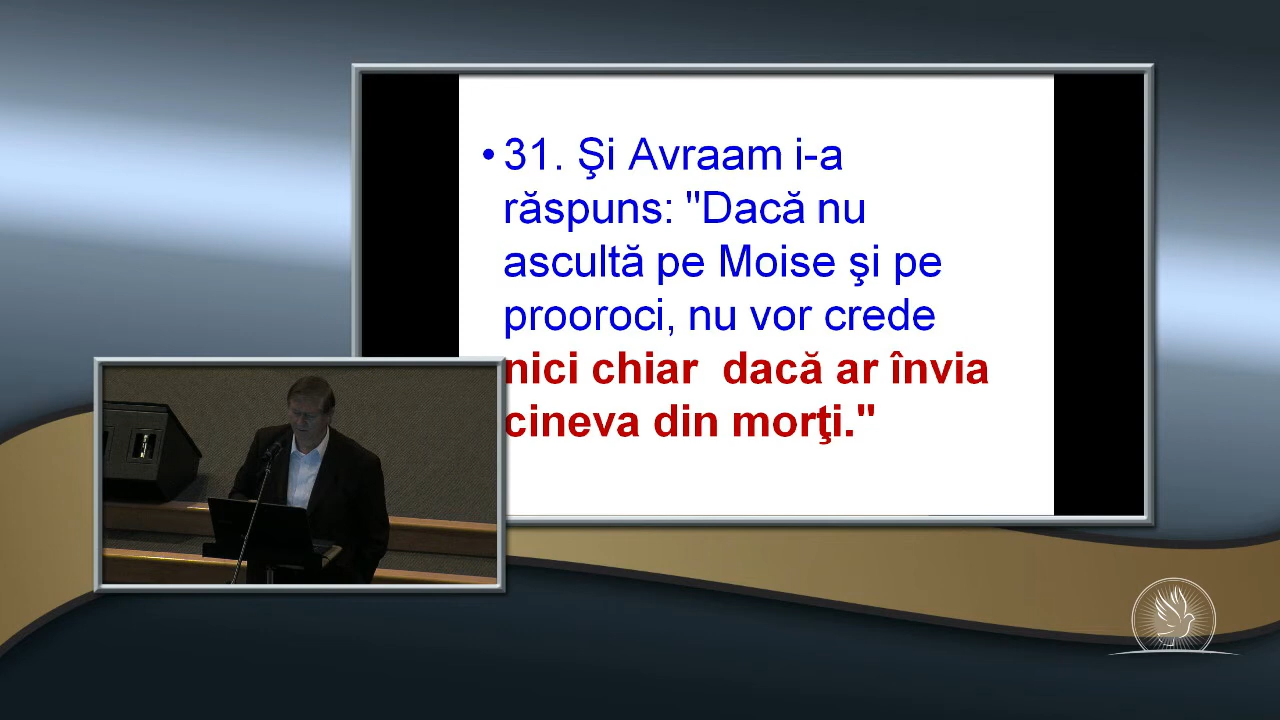 • 31. Şi Avraam i-a
răspuns: "Dacă nu
ascultă pe Moise şi pe
prooroci, nu vor crede
nici chiar  dacă ar învia
cineva din morţi."